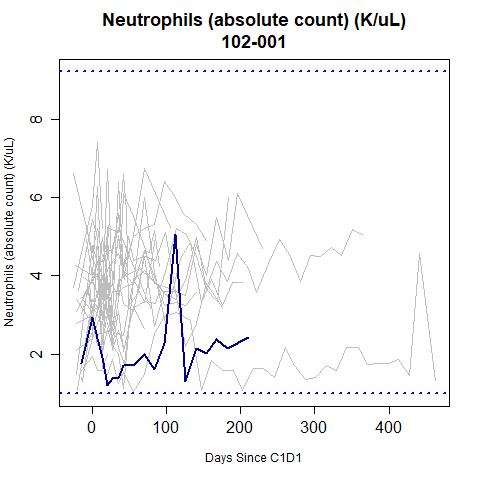 Neutrophils (absolute count) (K/uL)
102-001
Neutrophils (absolute count) (K/uL)
8
6
4
2
0 100 200 300 400
Days Since C1D1